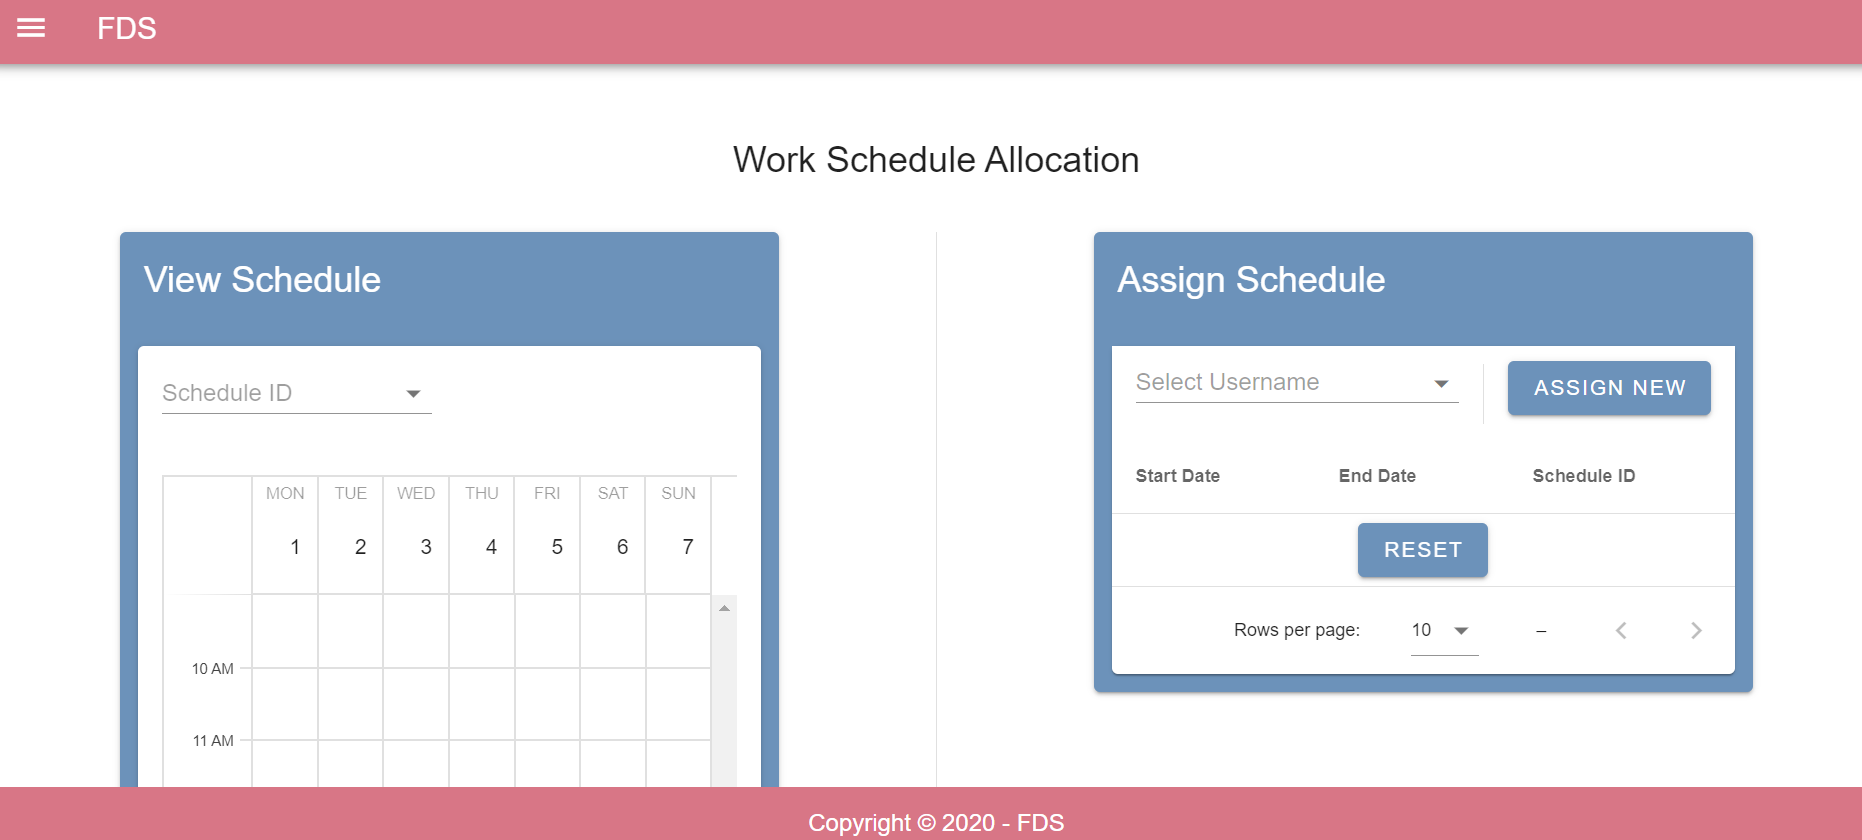 FDS
Work Schedule Allocation
View Schedule
Schedule ID
MON TUE WED THU FRI SAT SUN
1 2 3 4 5 6 7
10 AM
11 AM
Assign Schedule
Select Username
ASSIGN NEW
Start Date End Date Schedule ID
RESET
Rows per page: 10 –
Copyright © 2020 - FDS